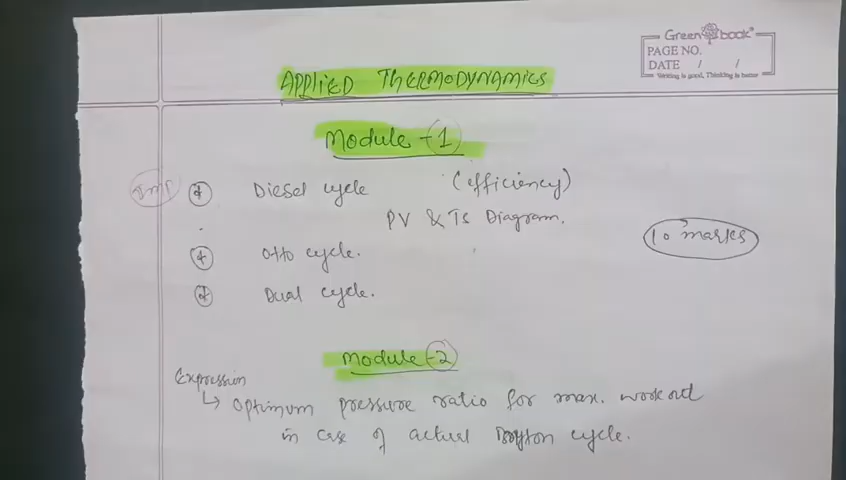 Green book
PAGE NO.
DATE / /
Writing is good, Thinking is better
APPLIED THERMODYNAMICS
Module - 1
Imp
Diesel cycle (efficiency)
PV & TS Diagram.
10 marks
Otto cycle.
Dual cycle.
Module - 2
Expression
↳ Optimum pressure ratio for max. work out
in case of actual Brayton cycle.